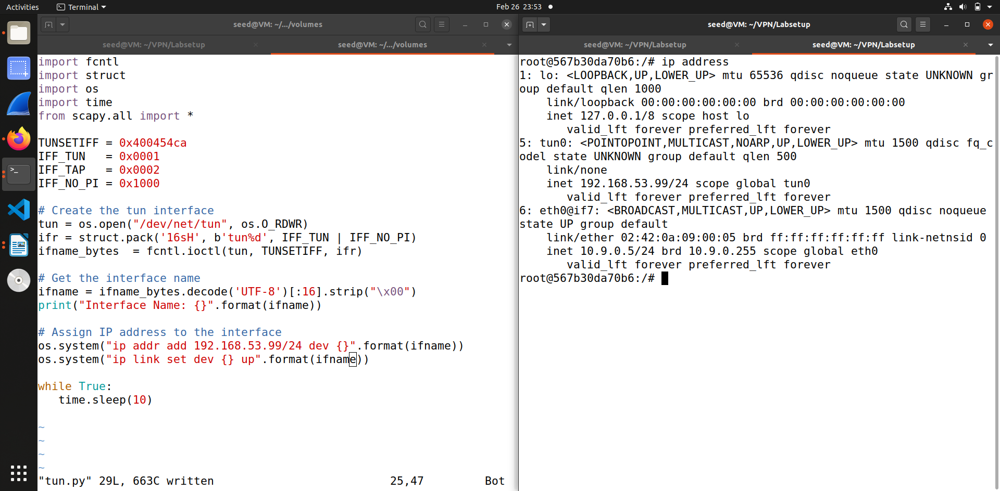 Activities
Terminal
Feb 26 23:53
seed@VM: ~/.../volumes
seed@VM: ~/VPN/Labsetup
seed@VM: ~/.../volumes
import fcntl
import struct
import os
import time
from scapy.all import *
TUNSETIFF = 0x400454ca
IFF_TUN   = 0x0001
IFF_TAP   = 0x0002
IFF_NO_PI = 0x1000
# Create the tun interface
tun = os.open("/dev/net/tun", os.O_RDWR)
ifr = struct.pack('16sH', b'tun%d', IFF_TUN | IFF_NO_PI)
ifname_bytes  = fcntl.ioctl(tun, TUNSETIFF, ifr)
# Get the interface name
ifname = ifname_bytes.decode('UTF-8')[:16].strip("\x00")
print("Interface Name: {}".format(ifname))
# Assign IP address to the interface
os.system("ip addr add 192.168.53.99/24 dev {}".format(ifname))
os.system("ip link set dev {} up".format(ifname))
while True:
   time.sleep(10)
~
~
~
~
"tun.py" 29L, 663C written 25,47 Bot
seed@VM: ~/VPN/Labsetup
seed@VM: ~/VPN/Labsetup
seed@VM: ~/VPN/Labsetup
root@567b30da70b6:/# ip address
1: lo: <LOOPBACK,UP,LOWER_UP> mtu 65536 qdisc noqueue state UNKNOWN gr
oup default qlen 1000
    link/loopback 00:00:00:00:00:00 brd 00:00:00:00:00:00
    inet 127.0.0.1/8 scope host lo
       valid_lft forever preferred_lft forever
5: tun0: <POINTOPOINT,MULTICAST,NOARP,UP,LOWER_UP> mtu 1500 qdisc fq_c
odel state UNKNOWN group default qlen 500
    link/none
    inet 192.168.53.99/24 scope global tun0
       valid_lft forever preferred_lft forever
6: eth0@if7: <BROADCAST,MULTICAST,UP,LOWER_UP> mtu 1500 qdisc noqueue
state UP group default
    link/ether 02:42:0a:09:00:05 brd ff:ff:ff:ff:ff:ff link-netnsid 0
    inet 10.9.0.5/24 brd 10.9.0.255 scope global eth0
       valid_lft forever preferred_lft forever
root@567b30da70b6:/#